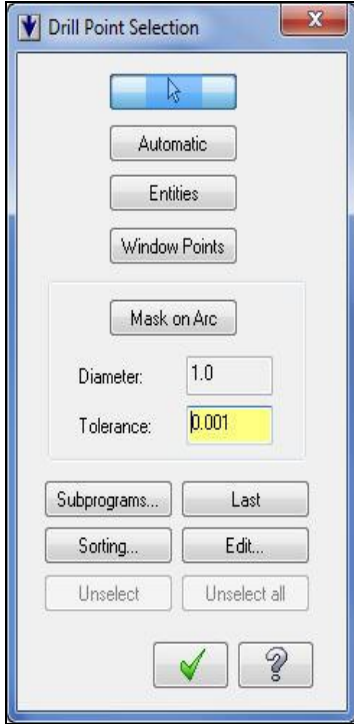 Drill Point Selection
Automatic
Entities
Window Points
Mask on Arc
Diameter: 1.0
Tolerance: 0.001
Subprograms... Last
Sorting... Edit...
Unselect Unselect all